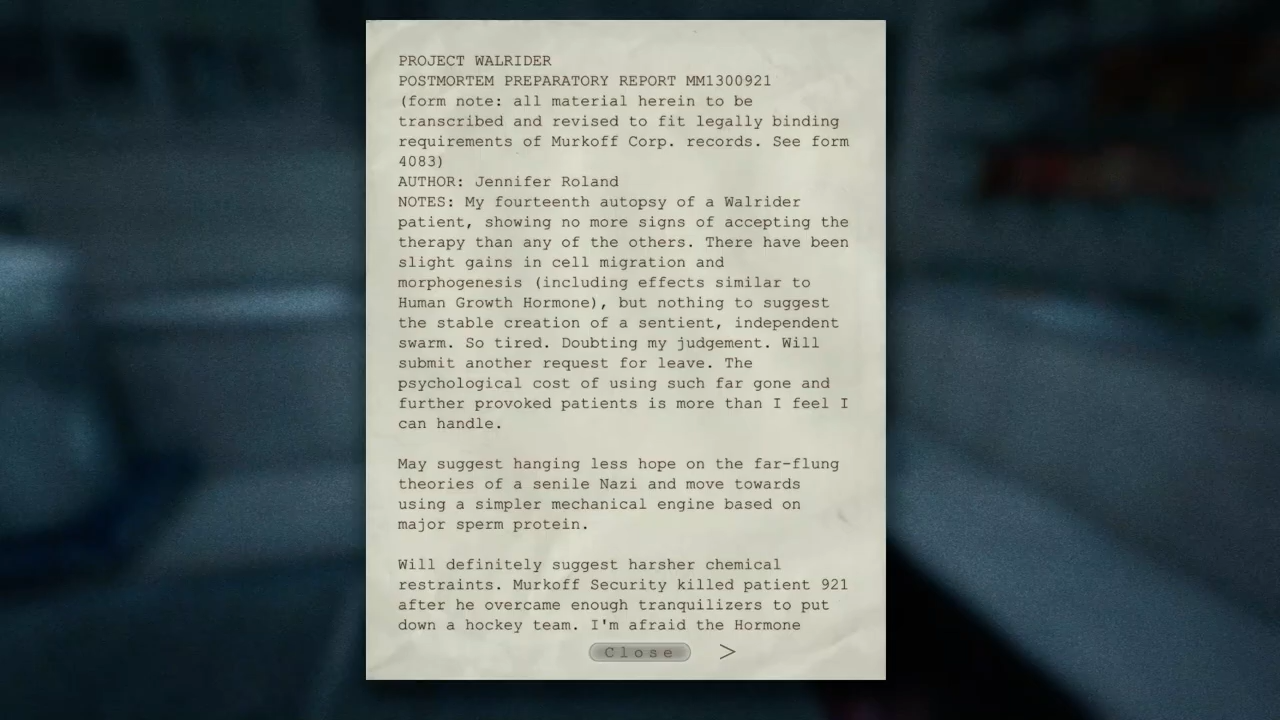 PROJECT WALRIDER
POSTMORTEM PREPARATORY REPORT MM1300921
(form note: all material herein to be
transcribed and revised to fit legally binding
requirements of Murkoff Corp. records. See form
4083)
AUTHOR: Jennifer Roland
NOTES: My fourteenth autopsy of a Walrider
patient, showing no more signs of accepting the
therapy than any of the others. There have been
slight gains in cell migration and
morphogenesis (including effects similar to
Human Growth Hormone), but nothing to suggest
the stable creation of a sentient, independent
swarm. So tired. Doubting my judgement. Will
submit another request for leave. The
psychological cost of using such far gone and
further provoked patients is more than I feel I
can handle.
May suggest hanging less hope on the far-flung
theories of a senile Nazi and move towards
using a simpler mechanical engine based on
major sperm protein.
Will definitely suggest harsher chemical
restraints. Murkoff Security killed patient 921
after he overcame enough tranquilizers to put
down a hockey team. I'm afraid the Hormone
Close >